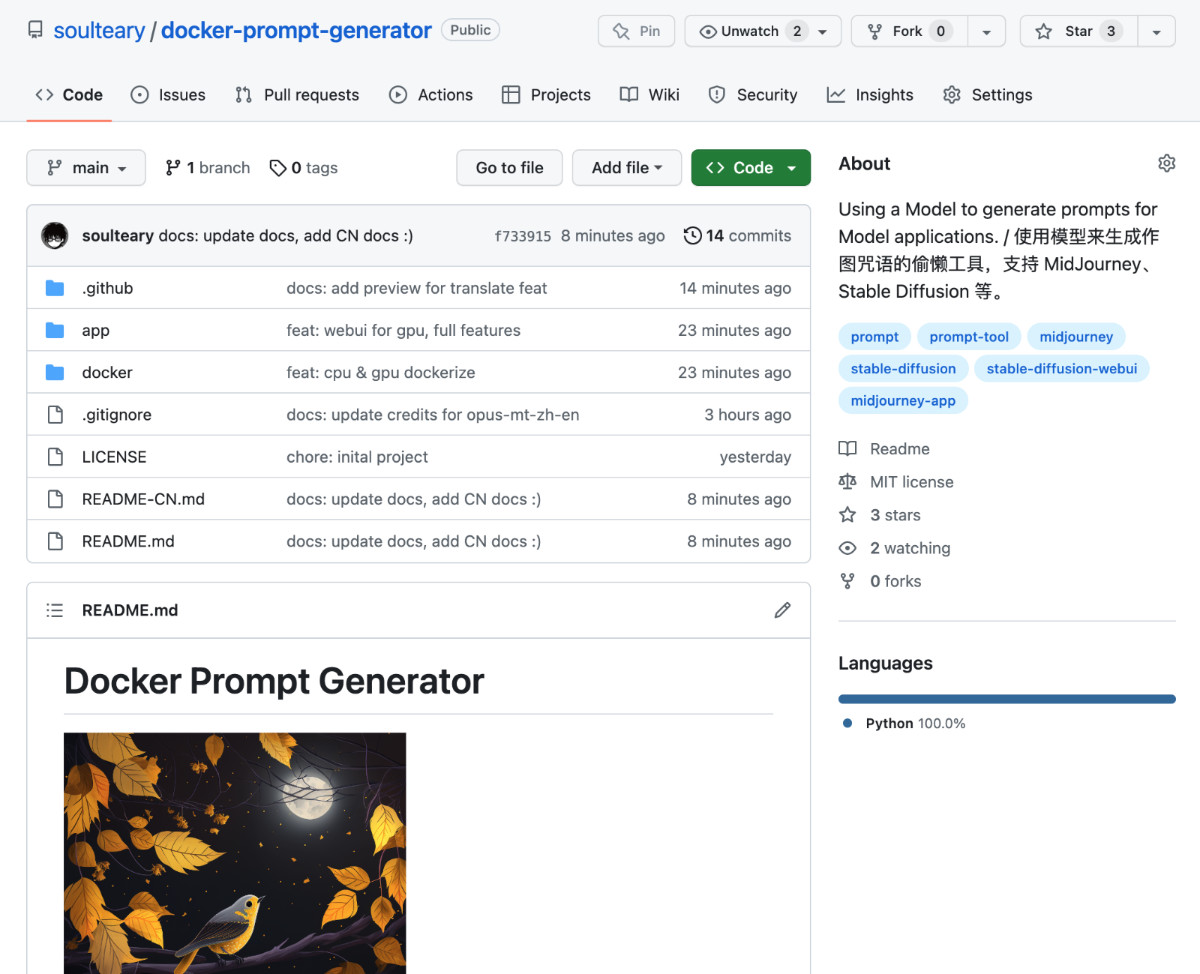 soulteary / docker-prompt-generator Public Pin Unwatch 2 Fork 0 Star 3
Code Issues Pull requests Actions Projects Wiki Security Insights Settings
main 1 branch 0 tags Go to file Add file Code
soulteary docs: update docs, add CN docs :) f733915 8 minutes ago 14 commits
.github docs: add preview for translate feat 14 minutes ago
app feat: webui for gpu, full features 23 minutes ago
docker feat: cpu & gpu dockerize 23 minutes ago
.gitignore docs: update credits for opus-mt-zh-en 3 hours ago
LICENSE chore: inital project yesterday
README-CN.md docs: update docs, add CN docs :) 8 minutes ago
README.md docs: update docs, add CN docs :) 8 minutes ago
README.md
Docker Prompt Generator
About
Using a Model to generate prompts for
Model applications. / 使用模型来生成作
图咒语的偷懒工具，支持 MidJourney、
Stable Diffusion 等。
prompt prompt-tool midjourney
stable-diffusion stable-diffusion-webui
midjourney-app
Readme
MIT license
3 stars
2 watching
0 forks
Languages
Python 100.0%